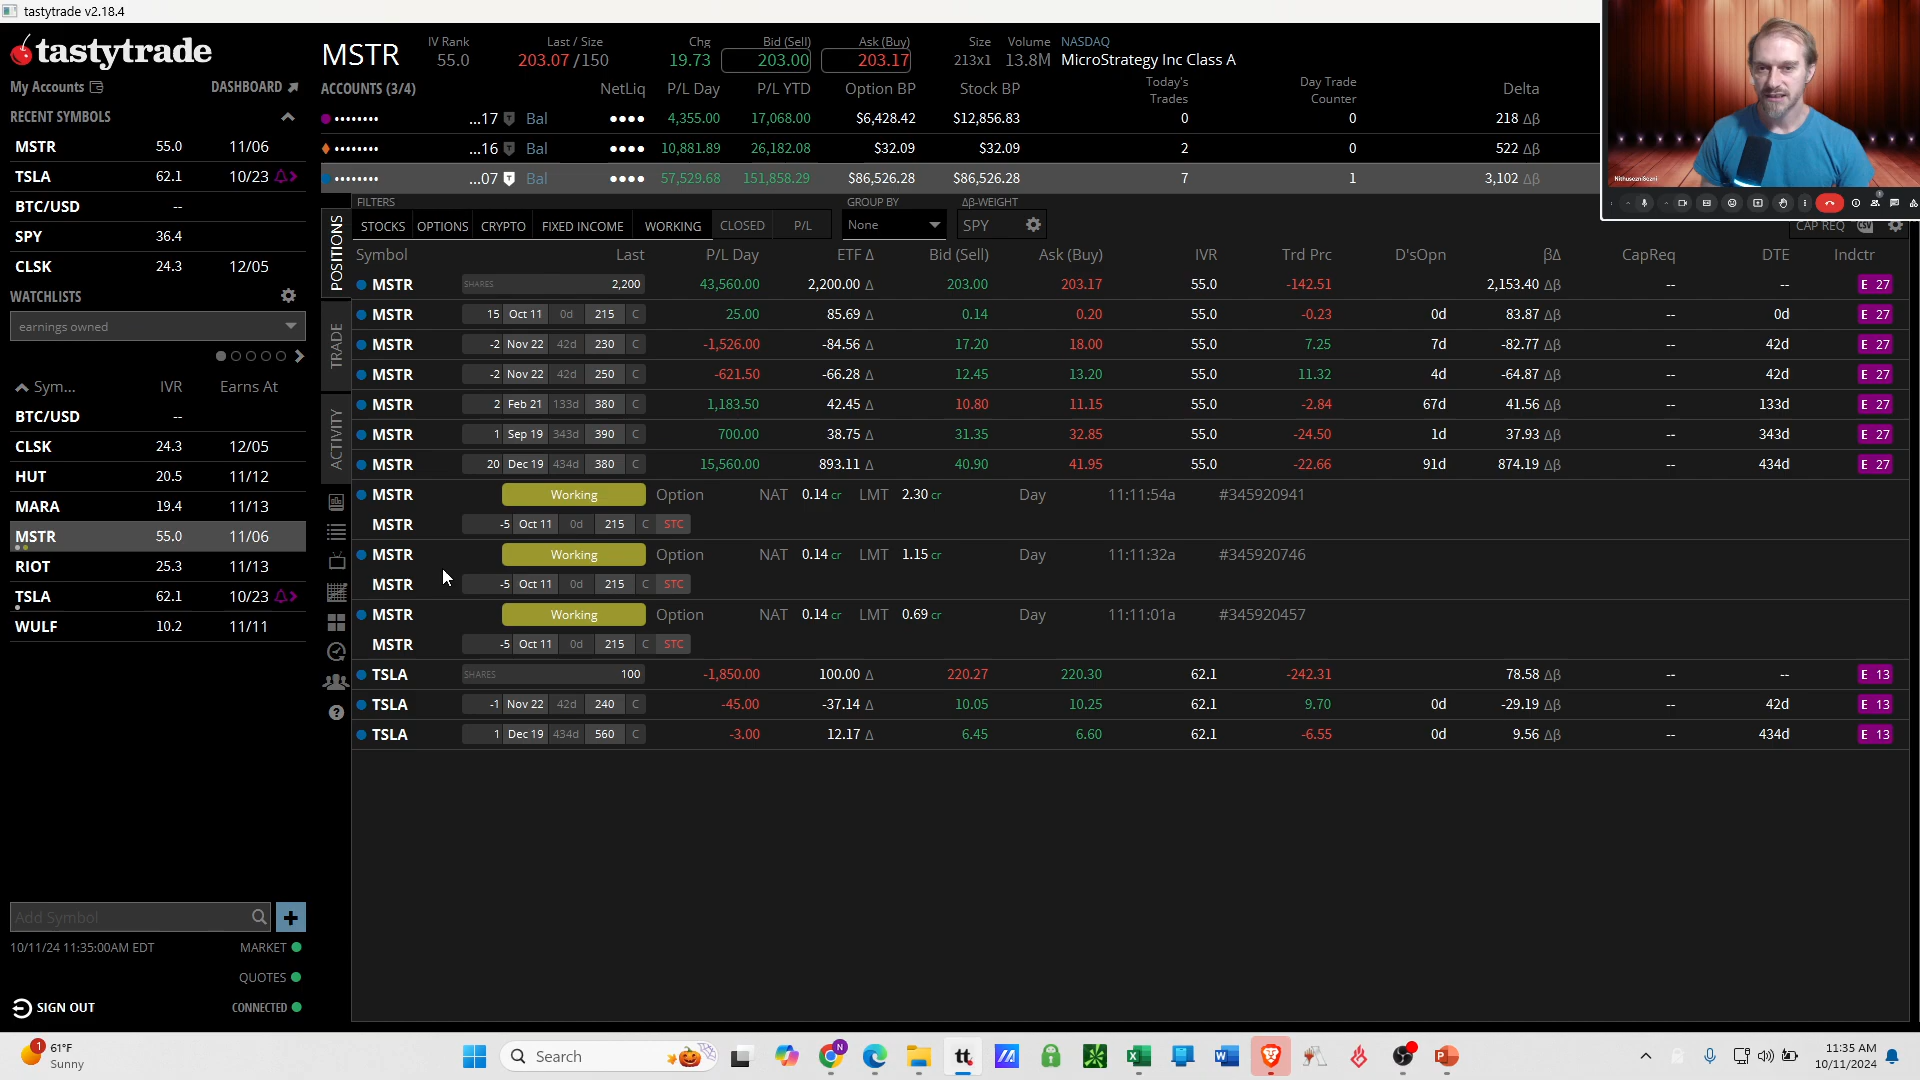 tastytrade v2.18.4
tastytrade
My Accounts
DASHBOARD
RECENT SYMBOLS
MSTR 55.0 11/06
TSLA 62.1 10/23
BTC/USD --
SPY 36.4
CLSK 24.3 12/05
WATCHLISTS
earnings owned
Sym... IVR Earns At
BTC/USD --
CLSK 24.3 12/05
HUT 20.5 11/12
MARA 19.4 11/13
MSTR 55.0 11/06
RIOT 25.3 11/13
TSLA 62.1 10/23
WULF 10.2 11/11
Add Symbol
10/11/24 11:35:00AM EDT MARKET
QUOTES
SIGN OUT CONNECTED
MSTR
IV Rank Last / Size Chg Bid (Sell) Ask (Buy) Size Volume NASDAQ
55.0 203.07 /150 19.73 203.00 203.17 213x1 13.8M MicroStrategy Inc Class A
ACCOUNTS (3/4) NetLiq P/L Day P/L YTD Option BP Stock BP Today's Trades Day Trade Counter Delta
...17 Bal 4,355.00 17,068.00 $6,428.42 $12,856.83 0 0 218 Δβ
...16 Bal 10,881.89 26,182.08 $32.09 $32.09 2 0 522 Δβ
...07 Bal 57,529.68 151,858.29 $86,526.28 $86,526.28 7 1 3,102 Δβ
POSITIONS
TRADE
ACTIVITY
FILTERS GROUP BY Δβ-WEIGHT
STOCKS OPTIONS CRYPTO FIXED INCOME WORKING CLOSED P/L None SPY CAP REQ CSV
Symbol Last P/L Day ETF Δ Bid (Sell) Ask (Buy) IVR Trd Prc D'sOpn βΔ CapReq DTE Indctr
MSTR SHARES 2,200 43,560.00 2,200.00 Δ 203.00 203.17 55.0 -142.51 2,153.40 Δβ -- -- E 27
MSTR 15 Oct 11 0d 215 C 25.00 85.69 Δ 0.14 0.20 55.0 -0.23 0d 83.87 Δβ -- 0d E 27
MSTR -2 Nov 22 42d 230 C -1,526.00 -84.56 Δ 17.20 18.00 55.0 7.25 7d -82.77 Δβ -- 42d E 27
MSTR -2 Nov 22 42d 250 C -621.50 -66.28 Δ 12.45 13.20 55.0 11.32 4d -64.87 Δβ -- 42d E 27
MSTR 2 Feb 21 133d 380 C 1,183.50 42.45 Δ 10.80 11.15 55.0 -2.84 67d 41.56 Δβ -- 133d E 27
MSTR 1 Sep 19 343d 390 C 700.00 38.75 Δ 31.35 32.85 55.0 -24.50 1d 37.93 Δβ -- 343d E 27
MSTR 20 Dec 19 434d 380 C 15,560.00 893.11 Δ 40.90 41.95 55.0 -22.66 91d 874.19 Δβ -- 434d E 27
MSTR Working Option NAT 0.14 cr LMT 2.30 cr Day 11:11:54a #345920941
MSTR -5 Oct 11 0d 215 C STC
MSTR Working Option NAT 0.14 cr LMT 1.15 cr Day 11:11:32a #345920746
MSTR -5 Oct 11 0d 215 C STC
MSTR Working Option NAT 0.14 cr LMT 0.69 cr Day 11:11:01a #345920457
MSTR -5 Oct 11 0d 215 C STC
TSLA SHARES 100 -1,850.00 100.00 Δ 220.27 220.30 62.1 -242.31 78.58 Δβ -- -- E 13
TSLA -1 Nov 22 42d 240 C -45.00 -37.14 Δ 10.05 10.25 62.1 9.70 0d -29.19 Δβ -- 42d E 13
TSLA 1 Dec 19 434d 560 C -3.00 12.17 Δ 6.45 6.60 62.1 -6.55 0d 9.56 Δβ -- 434d E 13
1 61°F
Sunny
Search
N
tt
11:35 AM
10/11/2024